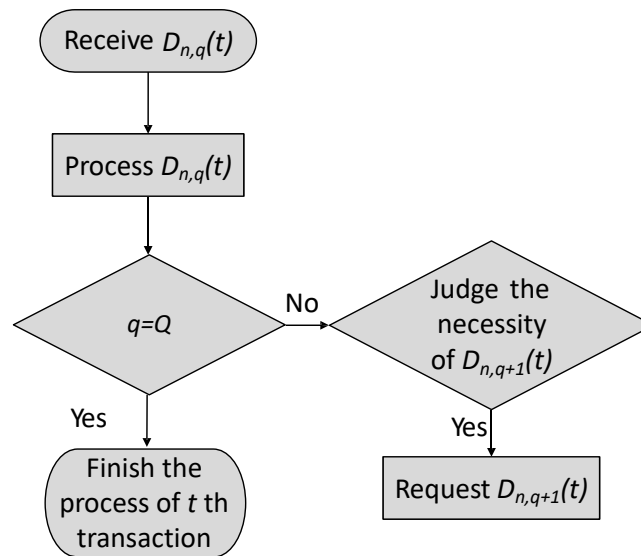 Receive D_{n,q}(t)
Process D_{n,q}(t)
q=Q
No
Judge the
necessity
of D_{n,q+1}(t)
Yes
Yes
Finish the
process of t th
transaction
Request D_{n,q+1}(t)